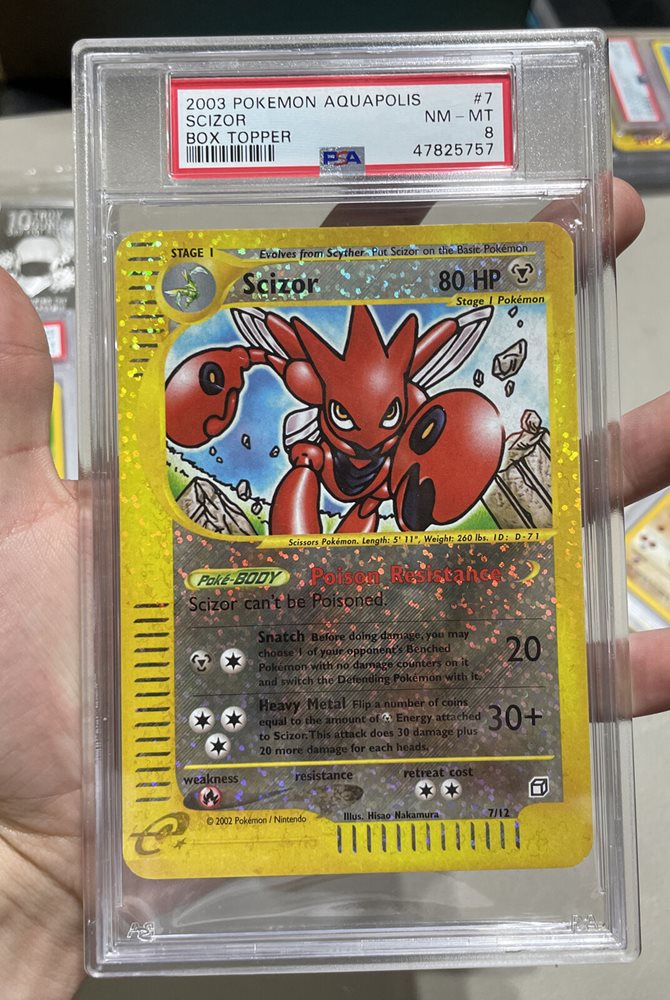 2003 POKEMON AQUAPOLIS #7
SCIZOR NM - MT
BOX TOPPER 8
PSA 47825757
STAGE 1 Evolves from Scyther Put Scizor on the Basic Pokémon
Scizor 80 HP
Stage 1 Pokémon
Scissors Pokémon. Length: 5' 11", Weight: 260 lbs. ID: D-71
Poké-BODY Poison Resistance
Scizor can't be Poisoned.
Snatch Before doing damage, you may
choose 1 of your opponent's Benched
Pokémon with no damage counters on it
and switch the Defending Pokémon with it.
20
Heavy Metal Flip a number of coins
equal to the amount of Energy attached
to Scizor. This attack does 30 damage plus
20 more damage for each heads.
30+
weakness resistance retreat cost
© 2002 Pokémon / Nintendo Illus. Hisao Nakamura 7/12
e